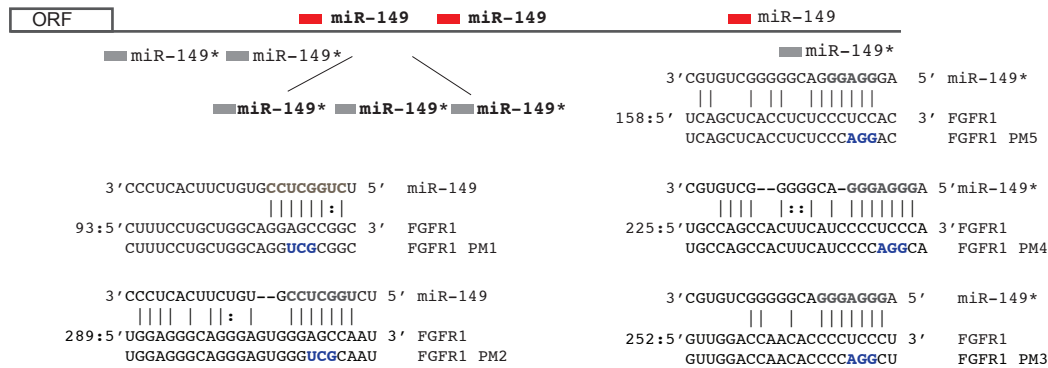 ORF
miR-149 miR-149 miR-149
miR-149* miR-149* miR-149*
miR-149* miR-149* miR-149*
3'CGUGUCGGGGGCAGGGAGGGA 5' miR-149*
158:5' UCAGCUCACCUCUCCCUCCAC 3' FGFR1
UCAGCUCACCUCUCCCAGGAC FGFR1 PM5
3'CCCUCACUUCUGUGCCUCGGUCU 5' miR-149
93:5'CUUUCCUGCUGGCAGGAGCCGGC 3' FGFR1
CUUUCCUGCUGGCAGGUCGCGGC FGFR1 PM1
3'CGUGUCG--GGGGCA-GGGAGGGA 5'miR-149*
225:5'UGCCAGCCACUUCAUCCCCUCCCA 3'FGFR1
UGCCAGCCACUUCAUCCCCAGGCA FGFR1 PM4
3'CCCUCACUUCUGU--GCCUCGGUCU 5' miR-149
289:5'UGGAGGGCAGGGAGUGGGAGCCAAU 3' FGFR1
UGGAGGGCAGGGAGUGGGUCGCAAU FGFR1 PM2
3'CGUGUCGGGGGCAGGGAGGGA 5' miR-149*
252:5'GUUGGACCAACACCCCUCCCU 3' FGFR1
GUUGGACCAACACCCCAGGCU FGFR1 PM3